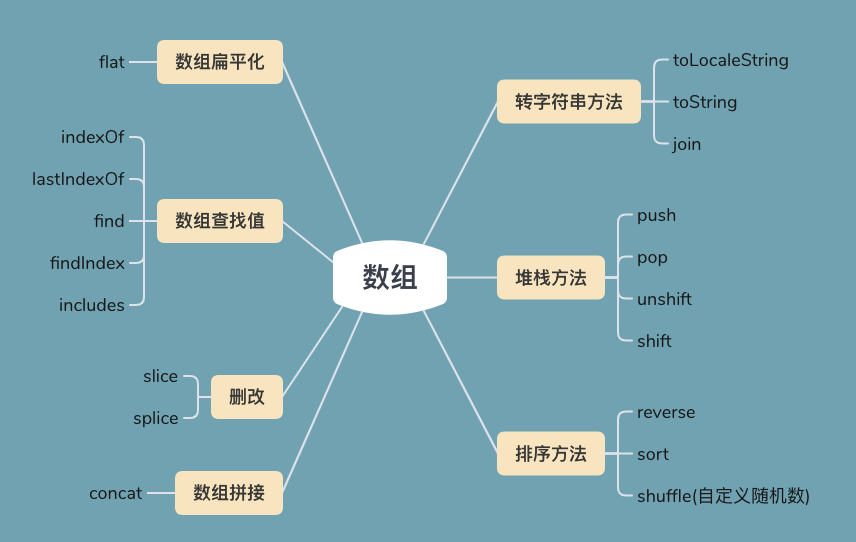 数组
数组扁平化
flat
数组查找值
indexOf
lastIndexOf
find
findIndex
includes
删改
slice
splice
数组拼接
concat
转字符串方法
toLocaleString
toString
join
堆栈方法
push
pop
unshift
shift
排序方法
reverse
sort
shuffle(自定义随机数)